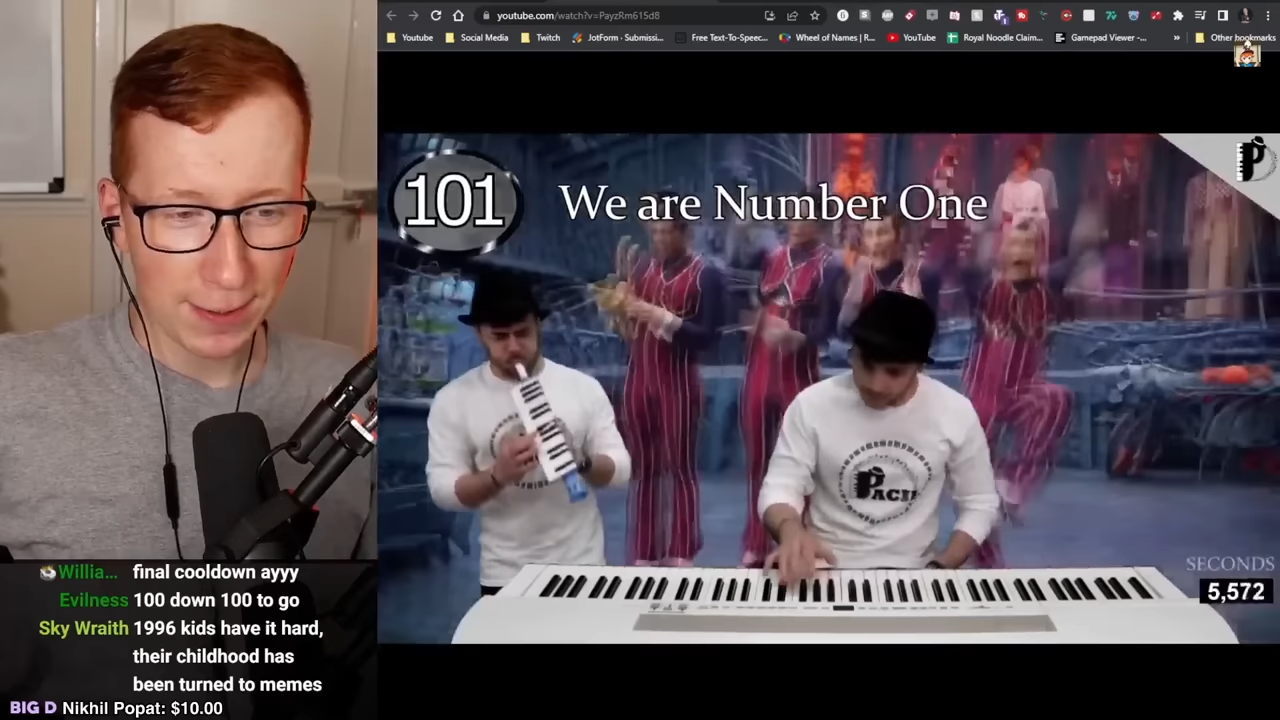 youtube.com/watch?v=PayzRm615d8
Youtube
Social Media
Twitch
JotForm · Submissi...
Free Text-To-Speec...
Wheel of Names | R...
YouTube
Royal Noodle Claim...
Gamepad Viewer -...
»
Other bookmarks
101
We are Number One
P
PACIL
SECONDS
5,572
Willia... final cooldown ayyy
Evilness 100 down 100 to go
Sky Wraith 1996 kids have it hard,
their childhood has
been turned to memes
BIG D Nikhil Popat: $10.00